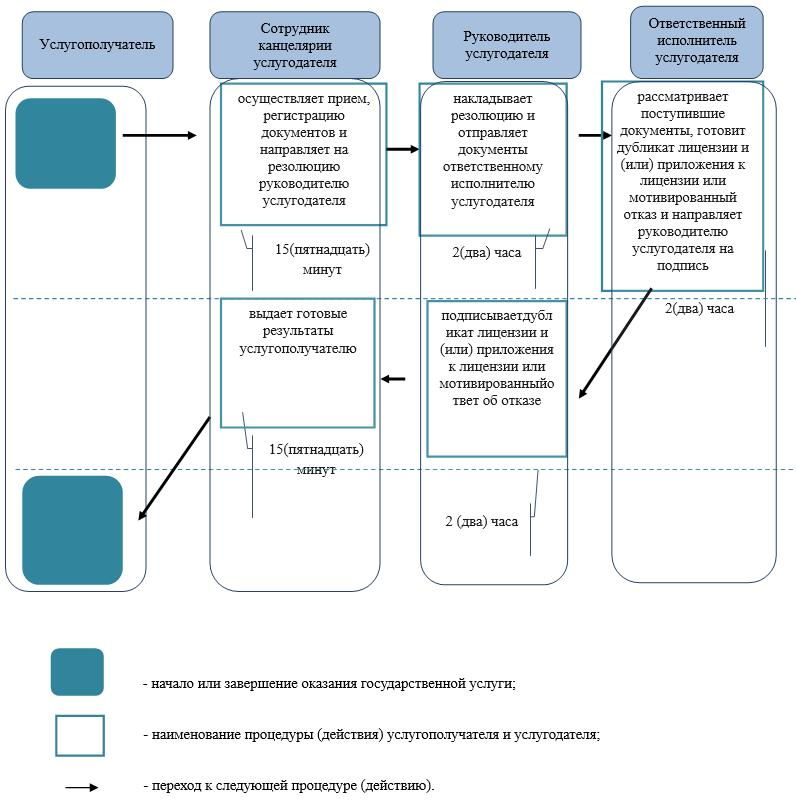 Услугополучатель
Сотрудник
канцелярии
услугодателя
Руководитель
услугодателя
Ответственный
исполнитель
услугодателя
осуществляет прием,
регистрацию
документов и
направляет на
резолюцию
руководителю
услугодателя
накладывает
резолюцию и
отправляет
документы
ответственному
исполнителю
услугодателя
рассматривает
поступившие
документы, готовит
дубликат лицензии и
(или) приложения к
лицензии или
мотивированный
отказ и направляет
руководителю
услугодателя на
подпись
15(пятнадцать)
минут
2(два) часа
2(два) часа
выдает готовые
результаты
услугополучателю
подписываетдубл
икат лицензии и
(или) приложения
к лицензии или
мотивированныйо
твет об отказе
15(пятнадцать)
минут
2 (два) часа
- начало или завершение оказания государственной услуги;
- наименование процедуры (действия) услугополучателя и услугодателя;
- переход к следующей процедуре (действию).